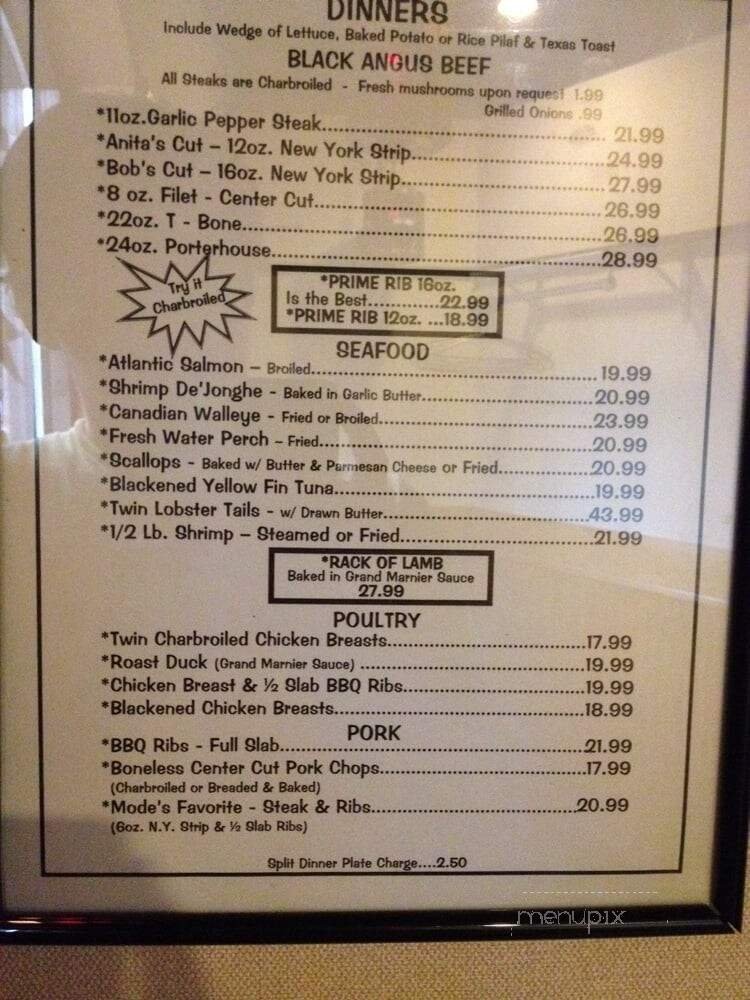 DINNERS
Include Wedge of Lettuce, Baked Potato or Rice Pilaf & Texas Toast
BLACK ANGUS BEEF
All Steaks are Charbroiled - Fresh mushrooms upon request 1.99
Grilled Onions .99
*11oz.Garlic Pepper Steak 21.99
*Anita's Cut – 12oz. New York Strip 24.99
*Bob's Cut – 16oz. New York Strip 27.99
*8 oz. Filet - Center Cut 26.99
*22oz. T - Bone 26.99
*24oz. Porterhouse 28.99
Try it
Charbroiled
*PRIME RIB 16oz.
Is the Best 22.99
*PRIME RIB 12oz. ...18.99
SEAFOOD
*Atlantic Salmon – Broiled 19.99
*Shrimp De'Jonghe - Baked in Garlic Butter 20.99
*Canadian Walleye - Fried or Broiled 23.99
*Fresh Water Perch – Fried 20.99
*Scallops - Baked w/ Butter & Parmesan Cheese or Fried 20.99
*Blackened Yellow Fin Tuna 19.99
*Twin Lobster Tails - w/ Drawn Butter 43.99
*1/2 Lb. Shrimp – Steamed or Fried 21.99
*RACK OF LAMB
Baked in Grand Marnier Sauce
27.99
POULTRY
*Twin Charbroiled Chicken Breasts 17.99
*Roast Duck (Grand Marnier Sauce) 19.99
*Chicken Breast & ½ Slab BBQ Ribs 19.99
*Blackened Chicken Breasts 18.99
PORK
*BBQ Ribs - Full Slab 21.99
*Boneless Center Cut Pork Chops 17.99
(Charbroiled or Breaded & Baked)
*Mode's Favorite - Steak & Ribs 20.99
(6oz. N.Y. Strip & ½ Slab Ribs)
Split Dinner Plate Charge....2.50
menupix